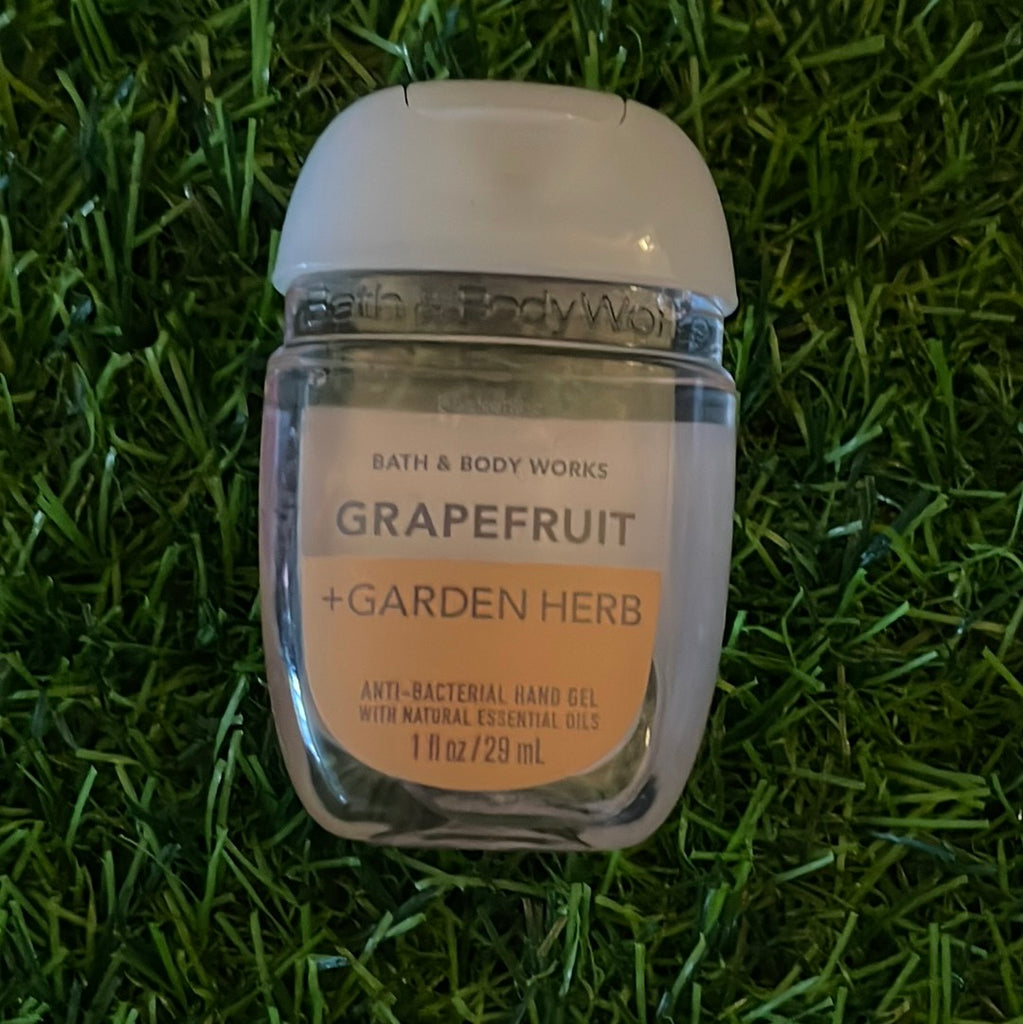 Bath & Body Works
BATH & BODY WORKS
GRAPEFRUIT
+GARDEN HERB
ANTI-BACTERIAL HAND GEL
WITH NATURAL ESSENTIAL OILS
1 fl oz / 29 mL